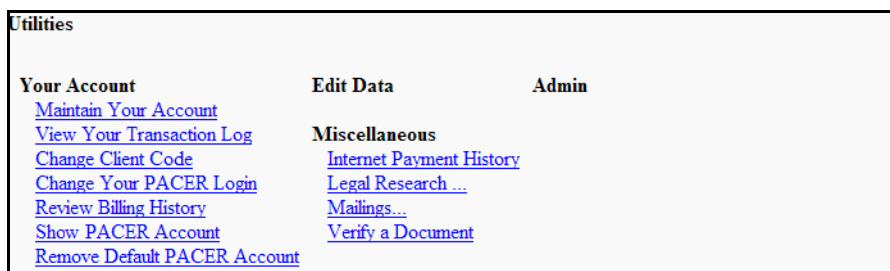 Utilities
Your Account
Maintain Your Account
View Your Transaction Log
Change Client Code
Change Your PACER Login
Review Billing History
Show PACER Account
Remove Default PACER Account
Edit Data
Miscellaneous
Internet Payment History
Legal Research ...
Mailings...
Verify a Document
Admin